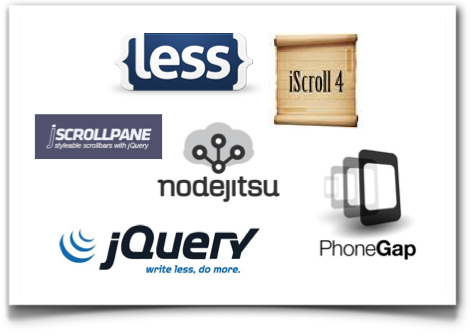 {less}
iScroll 4
jSCROLLPANE
styleable scrollbars with jQuery
nodejitsu
jQuery
write less, do more.
PhoneGap